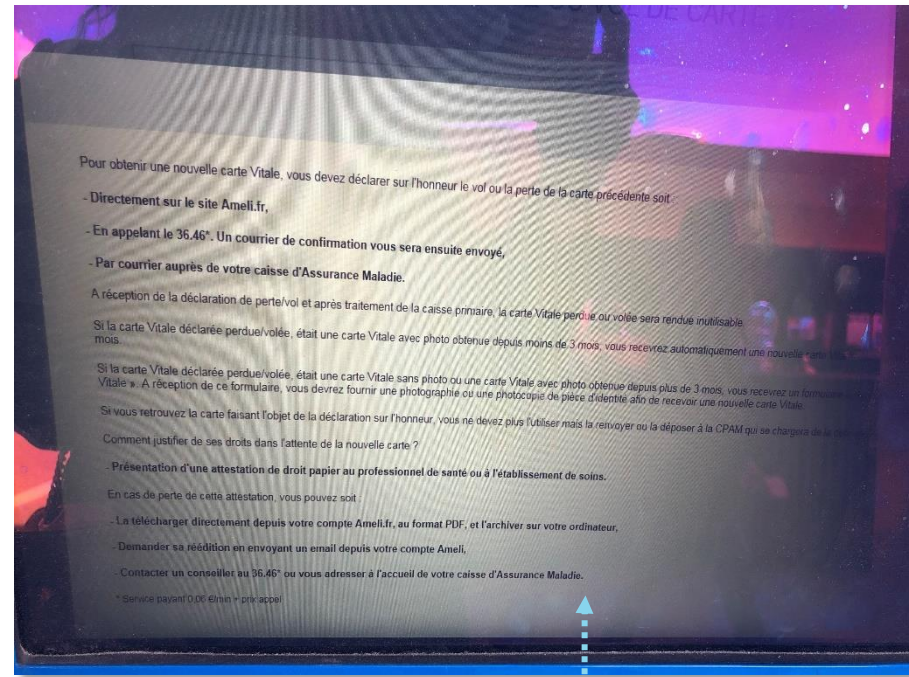 DE CARTE
Pour obtenir une nouvelle carte Vitale, vous devez déclarer sur l'honneur le vol ou la perte de la carte précédente soit
- Directement sur le site Ameli.fr,
- En appelant le 36.46*. Un courrier de confirmation vous sera ensuite envoyé,
- Par courrier auprès de votre caisse d'Assurance Maladie.
A réception de la déclaration de perte/vol et après traitement de la caisse primaire, la carte Vitale perdue ou volée sera rendue inutilisable.
Si la carte Vitale déclarée perdue/volée, était une carte Vitale avec photo obtenue depuis moins de 3 mois, vous recevrez automatiquement une nouvelle carte
mois.
Si la carte Vitale déclarée perdue/volée, était une carte Vitale sans photo ou une carte Vitale avec photo obtenue depuis plus de 3 mois, vous recevrez un
Vitale ». A réception de ce formulaire, vous devrez fournir une photographie ou une photocopie de pièce d'identité afin de recevoir une nouvelle carte Vitale.
Si vous retrouvez la carte faisant l'objet de la déclaration sur l'honneur, vous ne devez plus l'utiliser mais la renvoyer ou la déposer à la CPAM qui se chargera de la
Comment justifier de ses droits dans l'attente de la nouvelle carte ?
- Présentation d'une attestation de droit papier au professionnel de santé ou à l'établissement de soins.
En cas de perte de cette attestation, vous pouvez soit :
- La télécharger directement depuis votre compte Ameli.fr, au format PDF, et l'archiver sur votre ordinateur,
- Demander sa réédition en envoyant un email depuis votre compte Ameli,
- Contacter un conseiller au 36.46* ou vous adresser à l'accueil de votre caisse d'Assurance Maladie.
* Service payant 0,06 €/min + prix appel